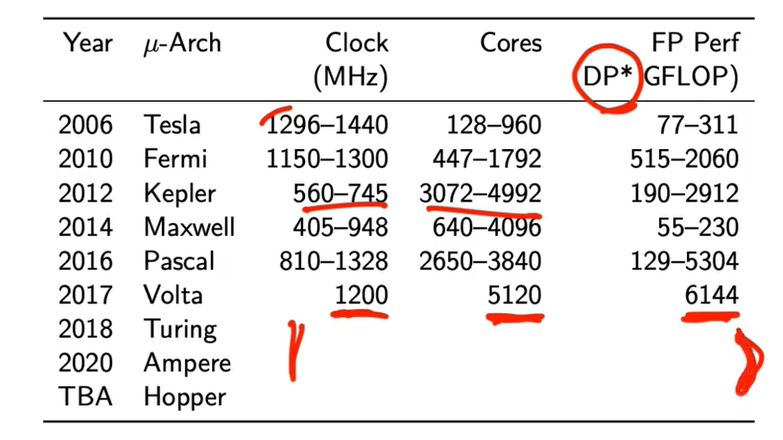 Year μ-Arch Clock Cores FP Perf
(MHz) DP* GFLOP)
2006 Tesla 1296–1440 128–960 77–311
2010 Fermi 1150–1300 447–1792 515–2060
2012 Kepler 560–745 3072–4992 190–2912
2014 Maxwell 405–948 640–4096 55–230
2016 Pascal 810–1328 2650–3840 129–5304
2017 Volta 1200 5120 6144
2018 Turing
2020 Ampere
TBA Hopper